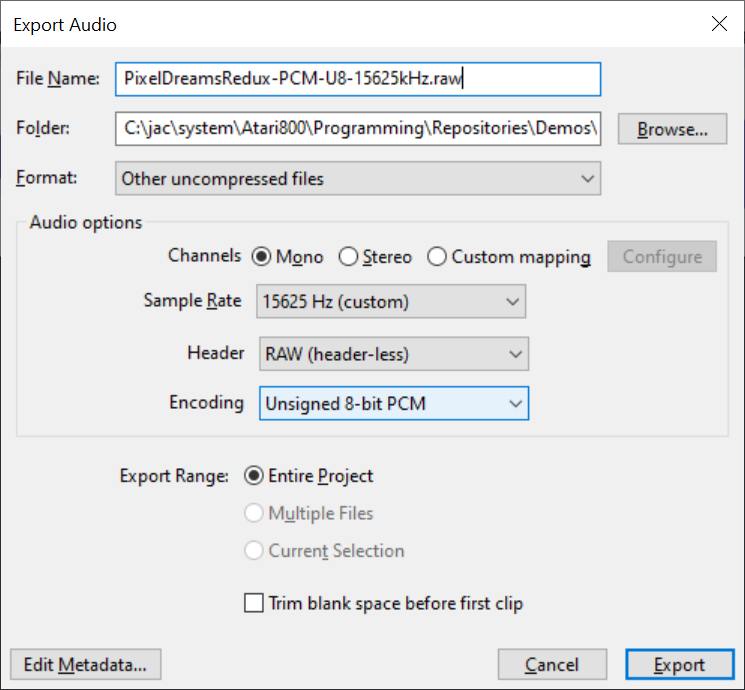 Export Audio
File Name: PixelDreamsRedux-PCM-U8-15625kHz.raw
Folder: C:\jac\system\Atari800\Programming\Repositories\Demos\ Browse...
Format: Other uncompressed files
Audio options
Channels Mono Stereo Custom mapping Configure
Sample Rate 15625 Hz (custom)
Header RAW (header-less)
Encoding Unsigned 8-bit PCM
Export Range: Entire Project
Multiple Files
Current Selection
Trim blank space before first clip
Edit Metadata... Cancel Export